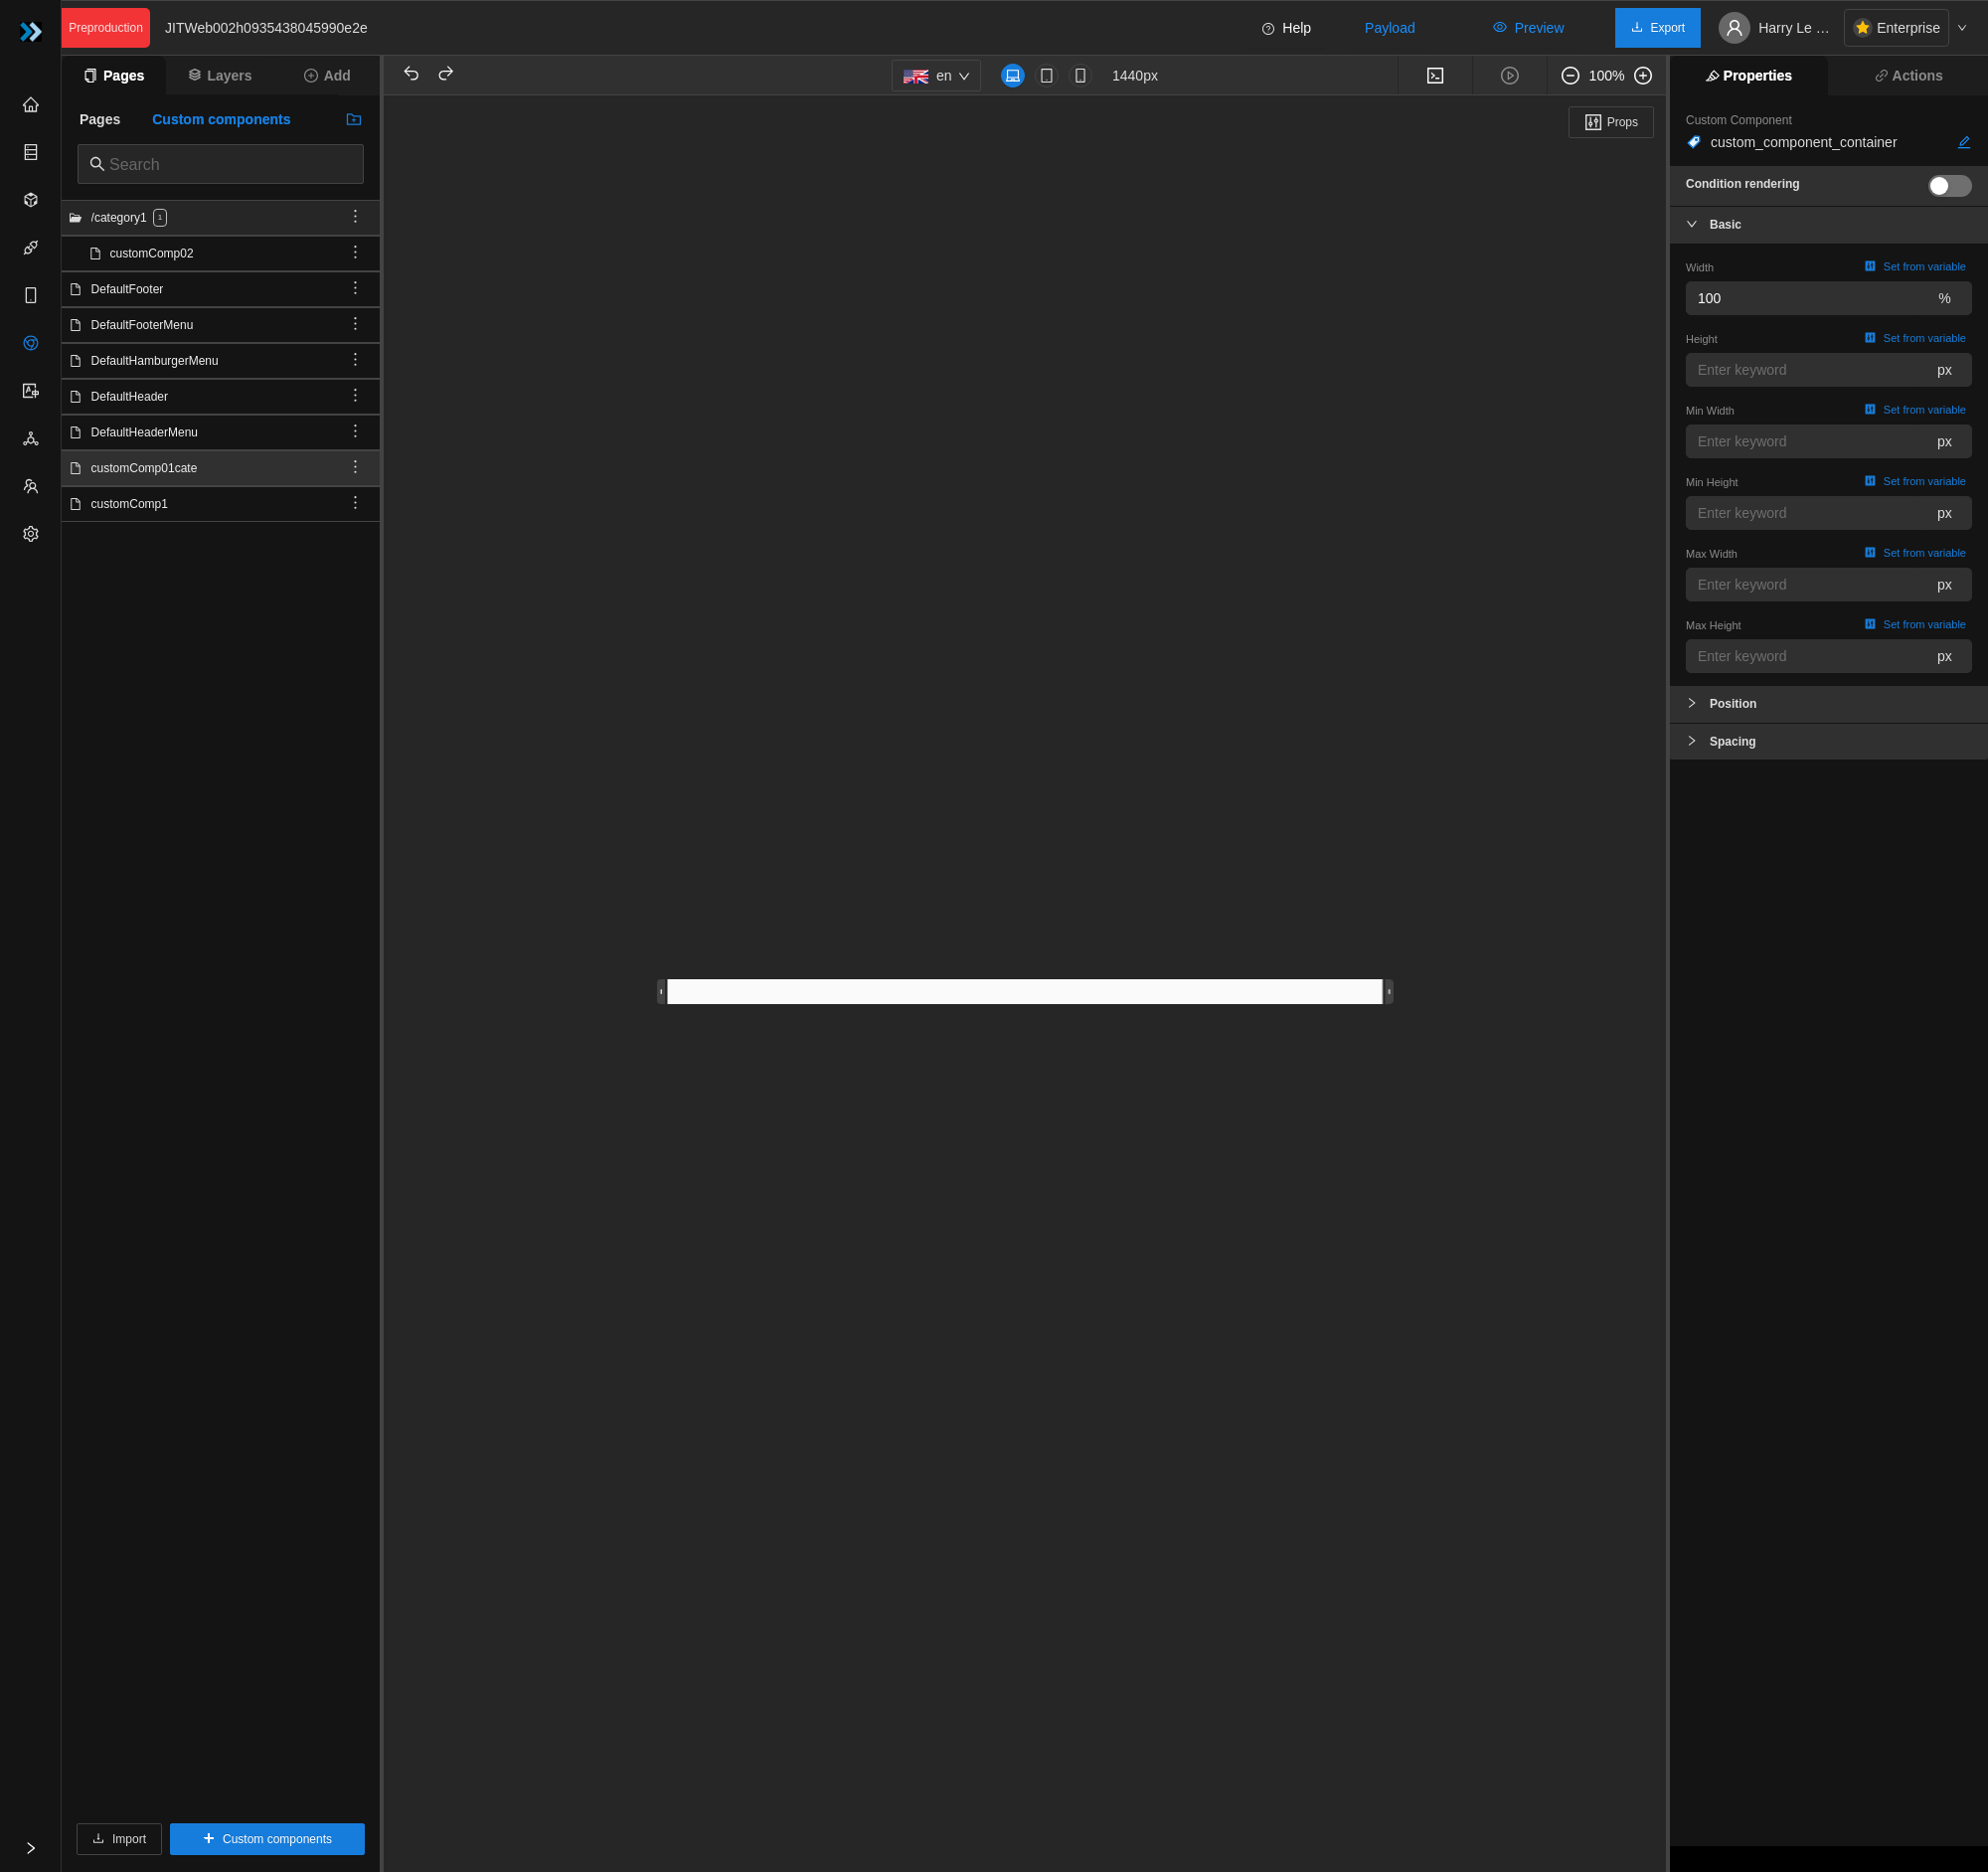 Preproduction JITWeb002h0935438045990e2e Help Payload Preview Export Harry Le ... Enterprise
Pages Layers Add
en 1440px 100%
Properties Actions
Pages Custom components
Search
/category1 1
customComp02
DefaultFooter
DefaultFooterMenu
DefaultHamburgerMenu
DefaultHeader
DefaultHeaderMenu
customComp01cate
customComp1
Import Custom components
Props
Custom Component
custom_component_container
Condition rendering
Basic
Width Set from variable
100 %
Height Set from variable
Enter keyword px
Min Width Set from variable
Enter keyword px
Min Height Set from variable
Enter keyword px
Max Width Set from variable
Enter keyword px
Max Height Set from variable
Enter keyword px
Position
Spacing